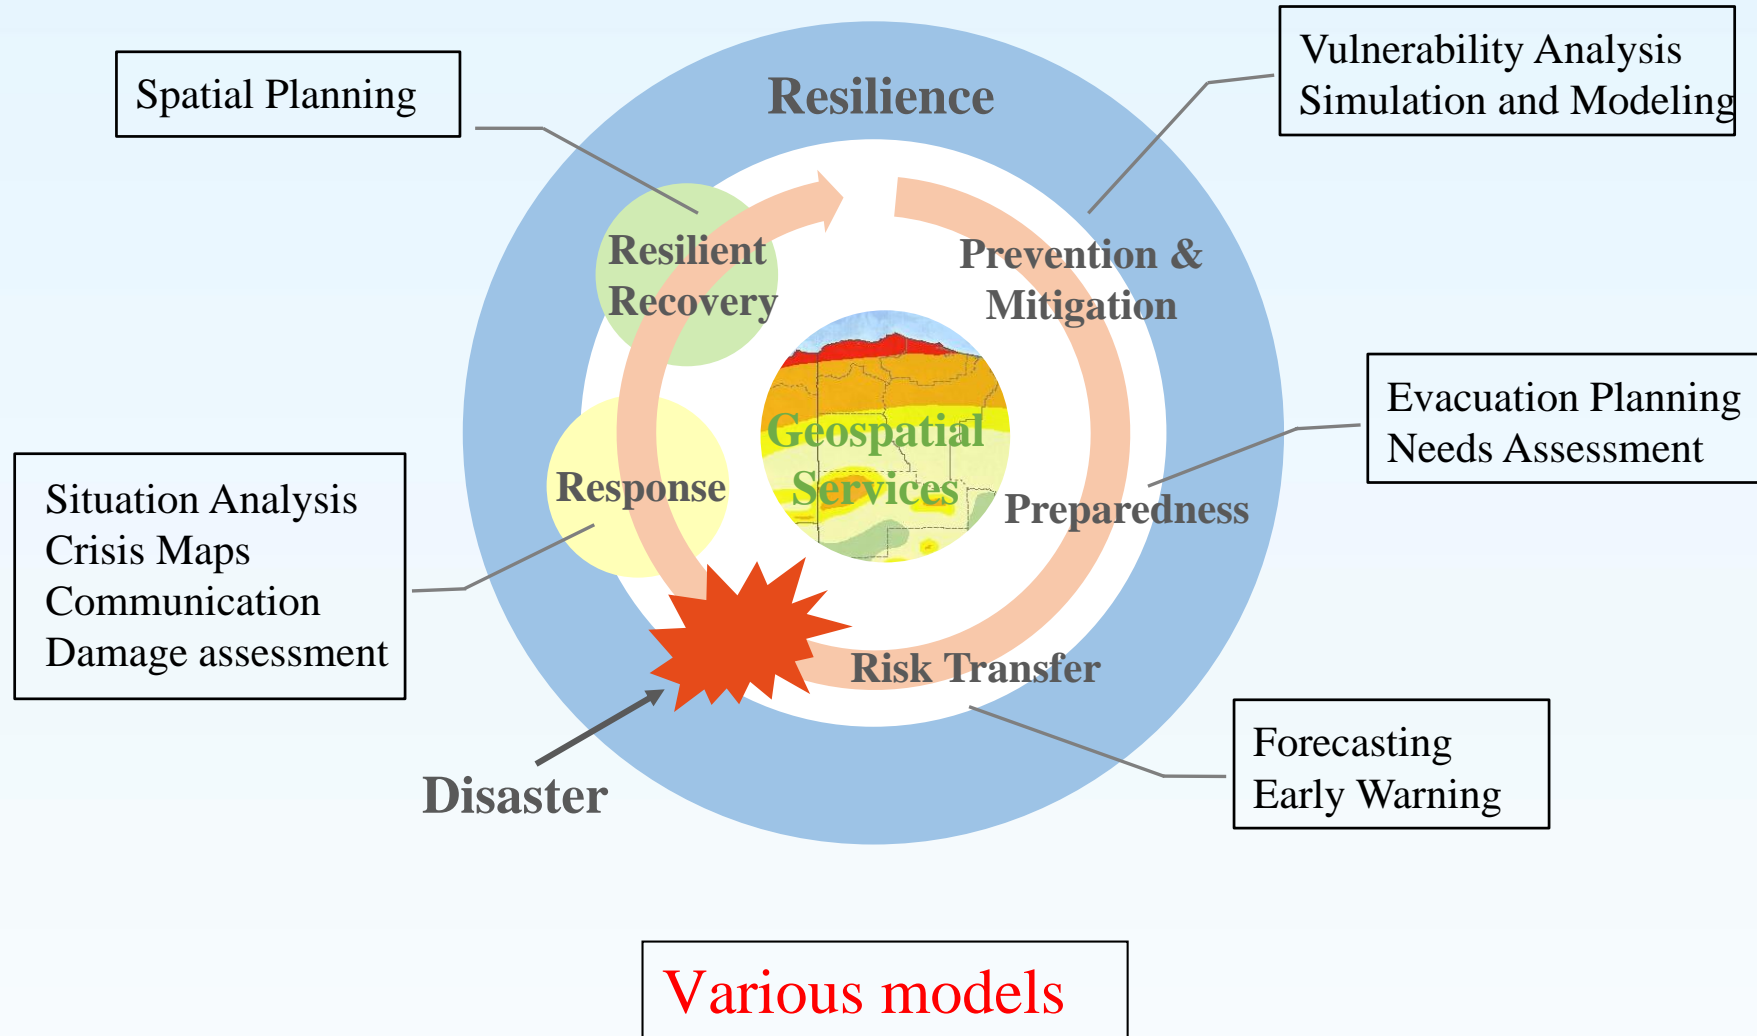 Resilience
Spatial Planning
Vulnerability Analysis
Simulation and Modeling
Resilient
Recovery
Prevention &
Mitigation
Geospatial
Services
Evacuation Planning
Needs Assessment
Response
Preparedness
Situation Analysis
Crisis Maps
Communication
Damage assessment
Risk Transfer
Disaster
Forecasting
Early Warning
Various models